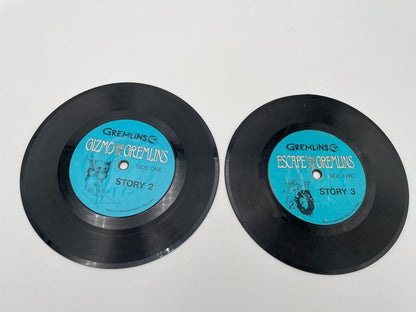 GREMLINS
GIZMO AND THE GREMLINS
SIDE ONE
STORY 2
GREMLINS
ESCAPE FROM THE GREMLINS
SIDE TWO
STORY 3